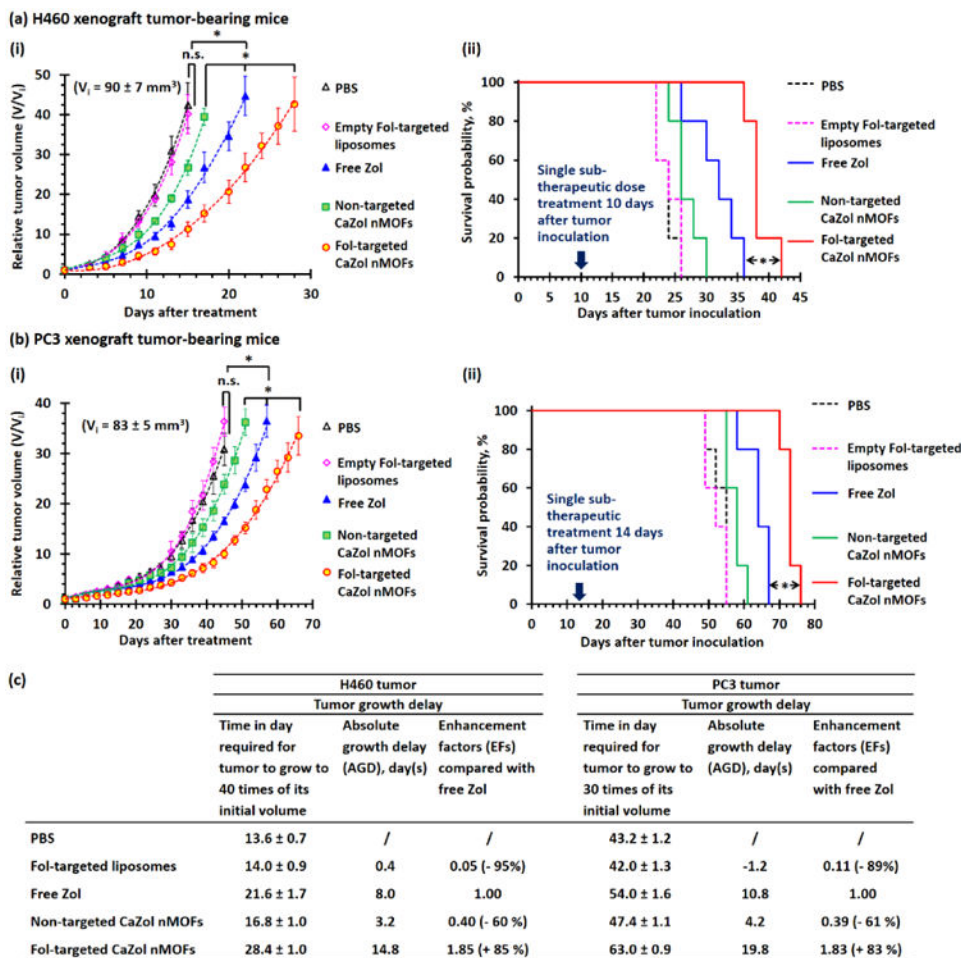 (a) H460 xenograft tumor-bearing mice
(i)
(ii)
*
n.s.
*
(Vi = 90 ± 7 mm³)
Relative tumor volume (V/Vi)
50
40
30
20
10
0
0
10
20
30
Days after treatment
PBS
Empty Fol-targeted
liposomes
Free Zol
Non-targeted
CaZol nMOFs
Fol-targeted
CaZol nMOFs
Survival probability, %
100
80
60
40
20
0
Single sub-
therapeutic dose
treatment 10 days
after tumor
inoculation
*
0
5
10
15
20
25
30
35
40
45
Days after tumor inoculation
PBS
Empty Fol-targeted
liposomes
Free Zol
Non-targeted
CaZol nMOFs
Fol-targeted
CaZol nMOFs
(b) PC3 xenograft tumor-bearing mice
(i)
(ii)
*
n.s.
*
(Vi = 83 ± 5 mm³)
Relative tumor volume (V/Vi)
40
30
20
10
0
0
10
20
30
40
50
60
70
Days after treatment
PBS
Empty Fol-targeted
liposomes
Free Zol
Non-targeted
CaZol nMOFs
Fol-targeted
CaZol nMOFs
Survival probability, %
100
80
60
40
20
0
Single sub-
therapeutic
treatment 14 days
after tumor
inoculation
*
0
10
20
30
40
50
60
70
80
Days after tumor inoculation
PBS
Empty Fol-targeted
liposomes
Free Zol
Non-targeted
CaZol nMOFs
Fol-targeted
CaZol nMOFs
(c)
H460 tumor PC3 tumor
Tumor growth delay Tumor growth delay
Time in day Absolute Enhancement Time in day Absolute Enhancement
required for growth delay factors (EFs) required for growth delay factors (EFs)
tumor to grow to (AGD), day(s) compared with tumor to grow to (AGD), day(s) compared
40 times of its free Zol 30 times of its with free Zol
initial volume initial volume
PBS 13.6 ± 0.7 / / 43.2 ± 1.2 / /
Fol-targeted liposomes 14.0 ± 0.9 0.4 0.05 (- 95%) 42.0 ± 1.3 -1.2 0.11 (- 89%)
Free Zol 21.6 ± 1.7 8.0 1.00 54.0 ± 1.6 10.8 1.00
Non-targeted CaZol nMOFs 16.8 ± 1.0 3.2 0.40 (- 60 %) 47.4 ± 1.1 4.2 0.39 (- 61 %)
Fol-targeted CaZol nMOFs 28.4 ± 1.0 14.8 1.85 (+ 85 %) 63.0 ± 0.9 19.8 1.83 (+ 83 %)